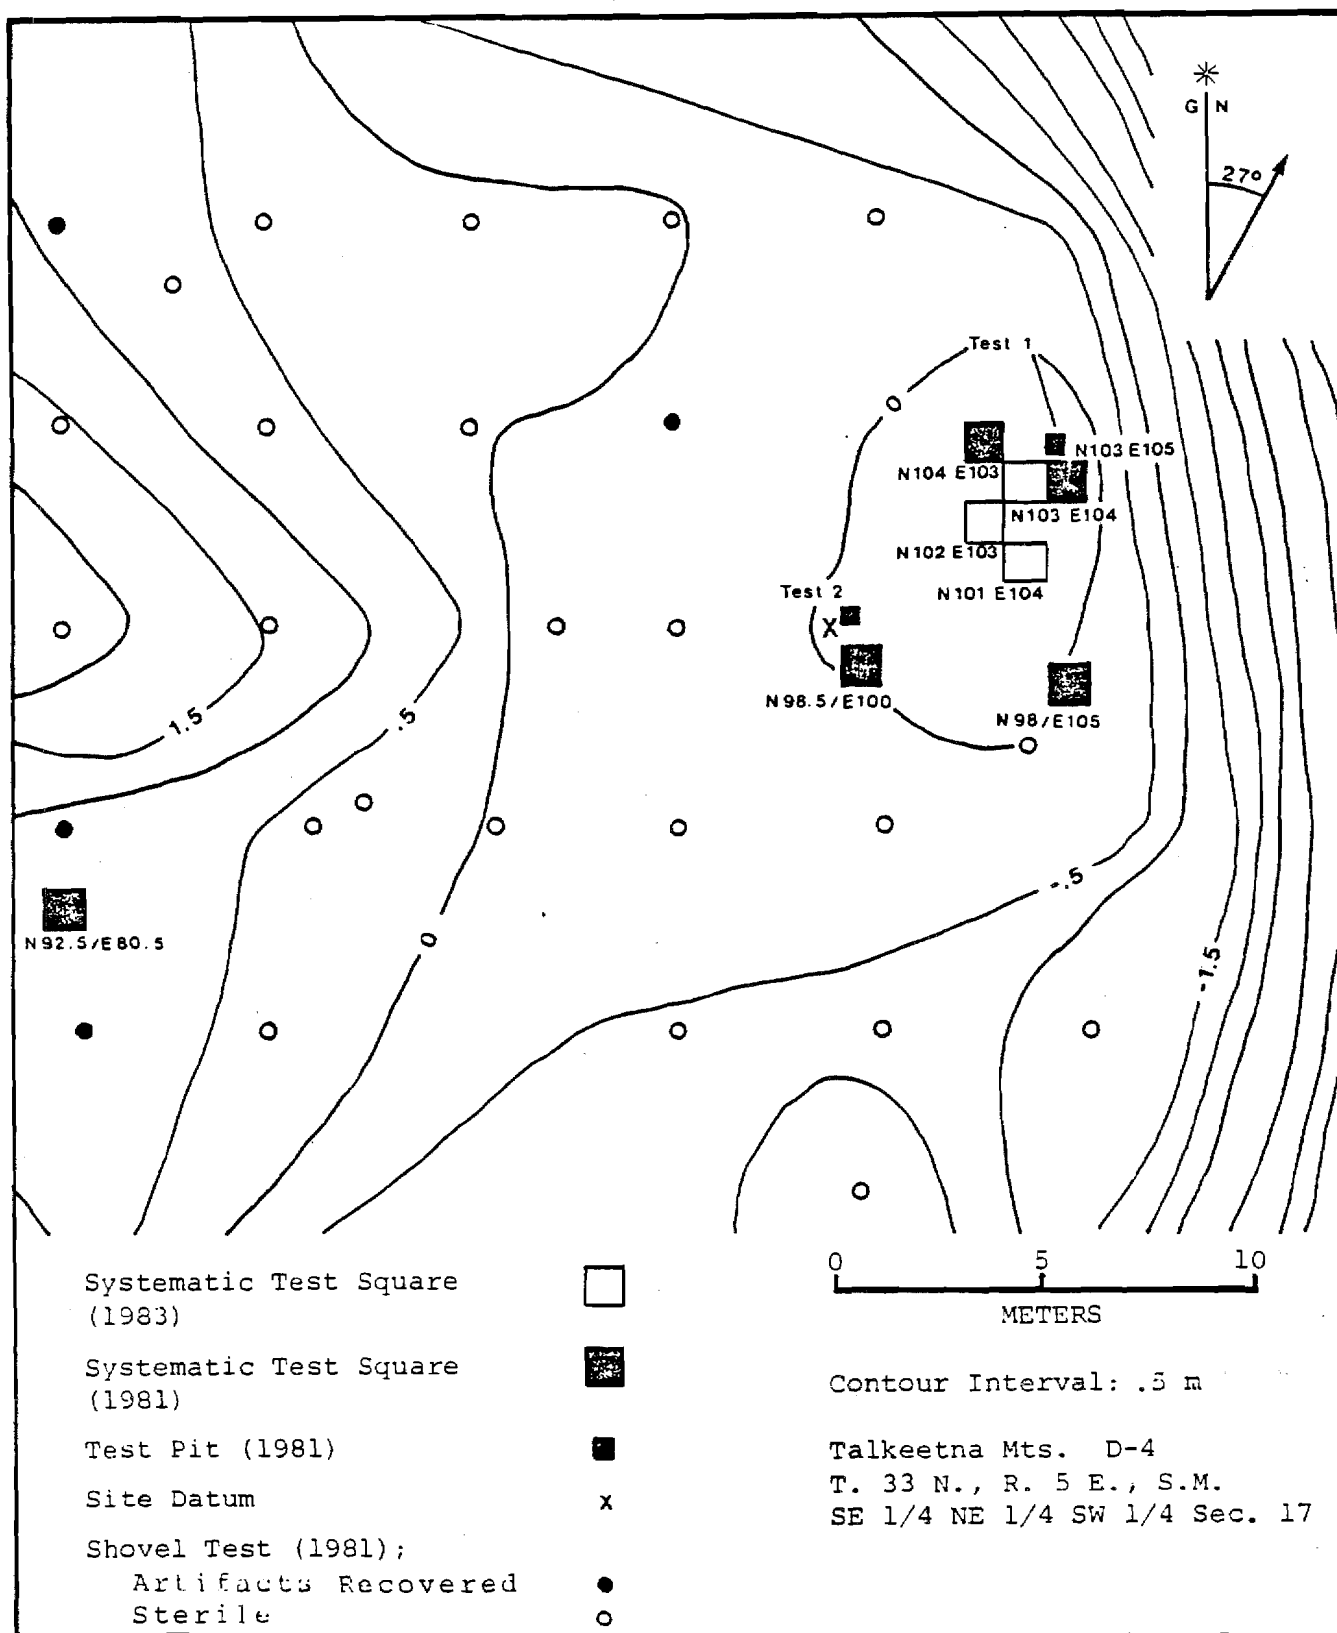 G N
27°
Test 1
0
N103 E105
N104 E103
N103 E104
N102 E103
N101 E104
Test 2
X
N98.5/E100
N98/E105
1.5
.5
-.5
N92.5/E80.5
0
-1.5
0 5 10
METERS
Systematic Test Square
(1983)
Systematic Test Square
(1981)
Test Pit (1981)
Site Datum x
Shovel Test (1981);
Artifacts Recovered
Sterile
Contour Interval: .5 m
Talkeetna Mts. D-4
T. 33 N., R. 5 E., S.M.
SE 1/4 NE 1/4 SW 1/4 Sec. 17